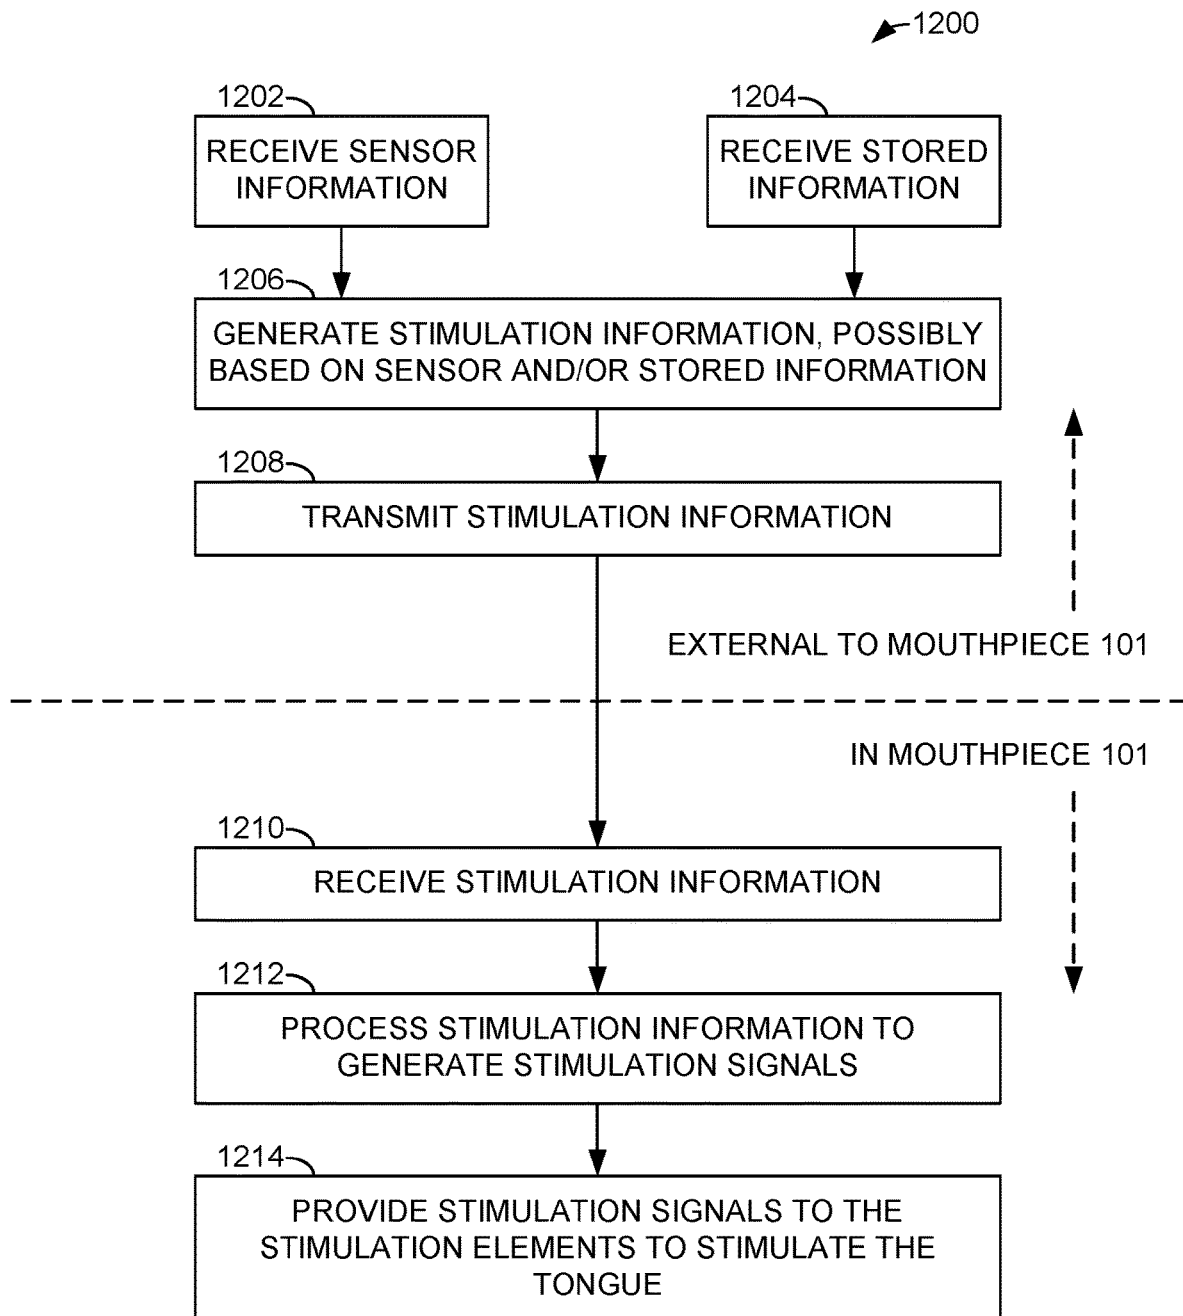 1200
1202
1204
RECEIVE SENSOR
INFORMATION
RECEIVE STORED
INFORMATION
1206
GENERATE STIMULATION INFORMATION, POSSIBLY
BASED ON SENSOR AND/OR STORED INFORMATION
1208
TRANSMIT STIMULATION INFORMATION
EXTERNAL TO MOUTHPIECE 101
IN MOUTHPIECE 101
1210
RECEIVE STIMULATION INFORMATION
1212
PROCESS STIMULATION INFORMATION TO
GENERATE STIMULATION SIGNALS
1214
PROVIDE STIMULATION SIGNALS TO THE
STIMULATION ELEMENTS TO STIMULATE THE
TONGUE